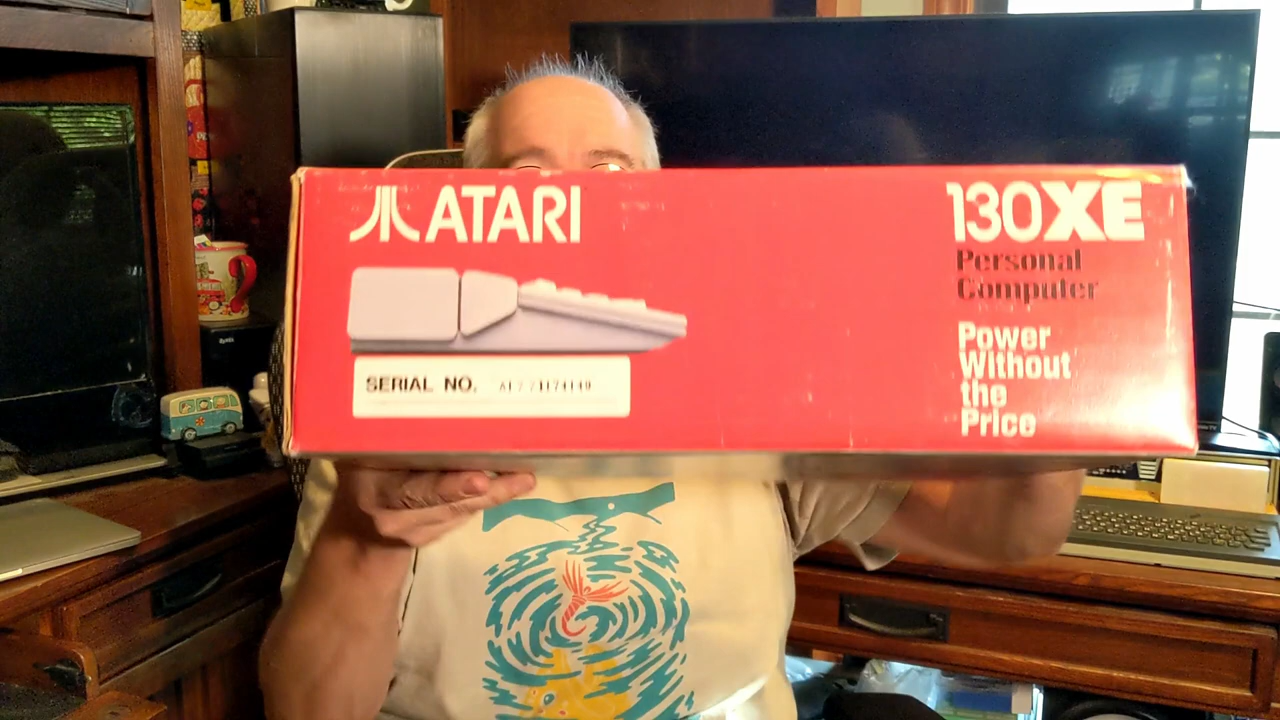 ATARI
130XE
Personal
Computer
Power
Without
the
Price
SERIAL NO.